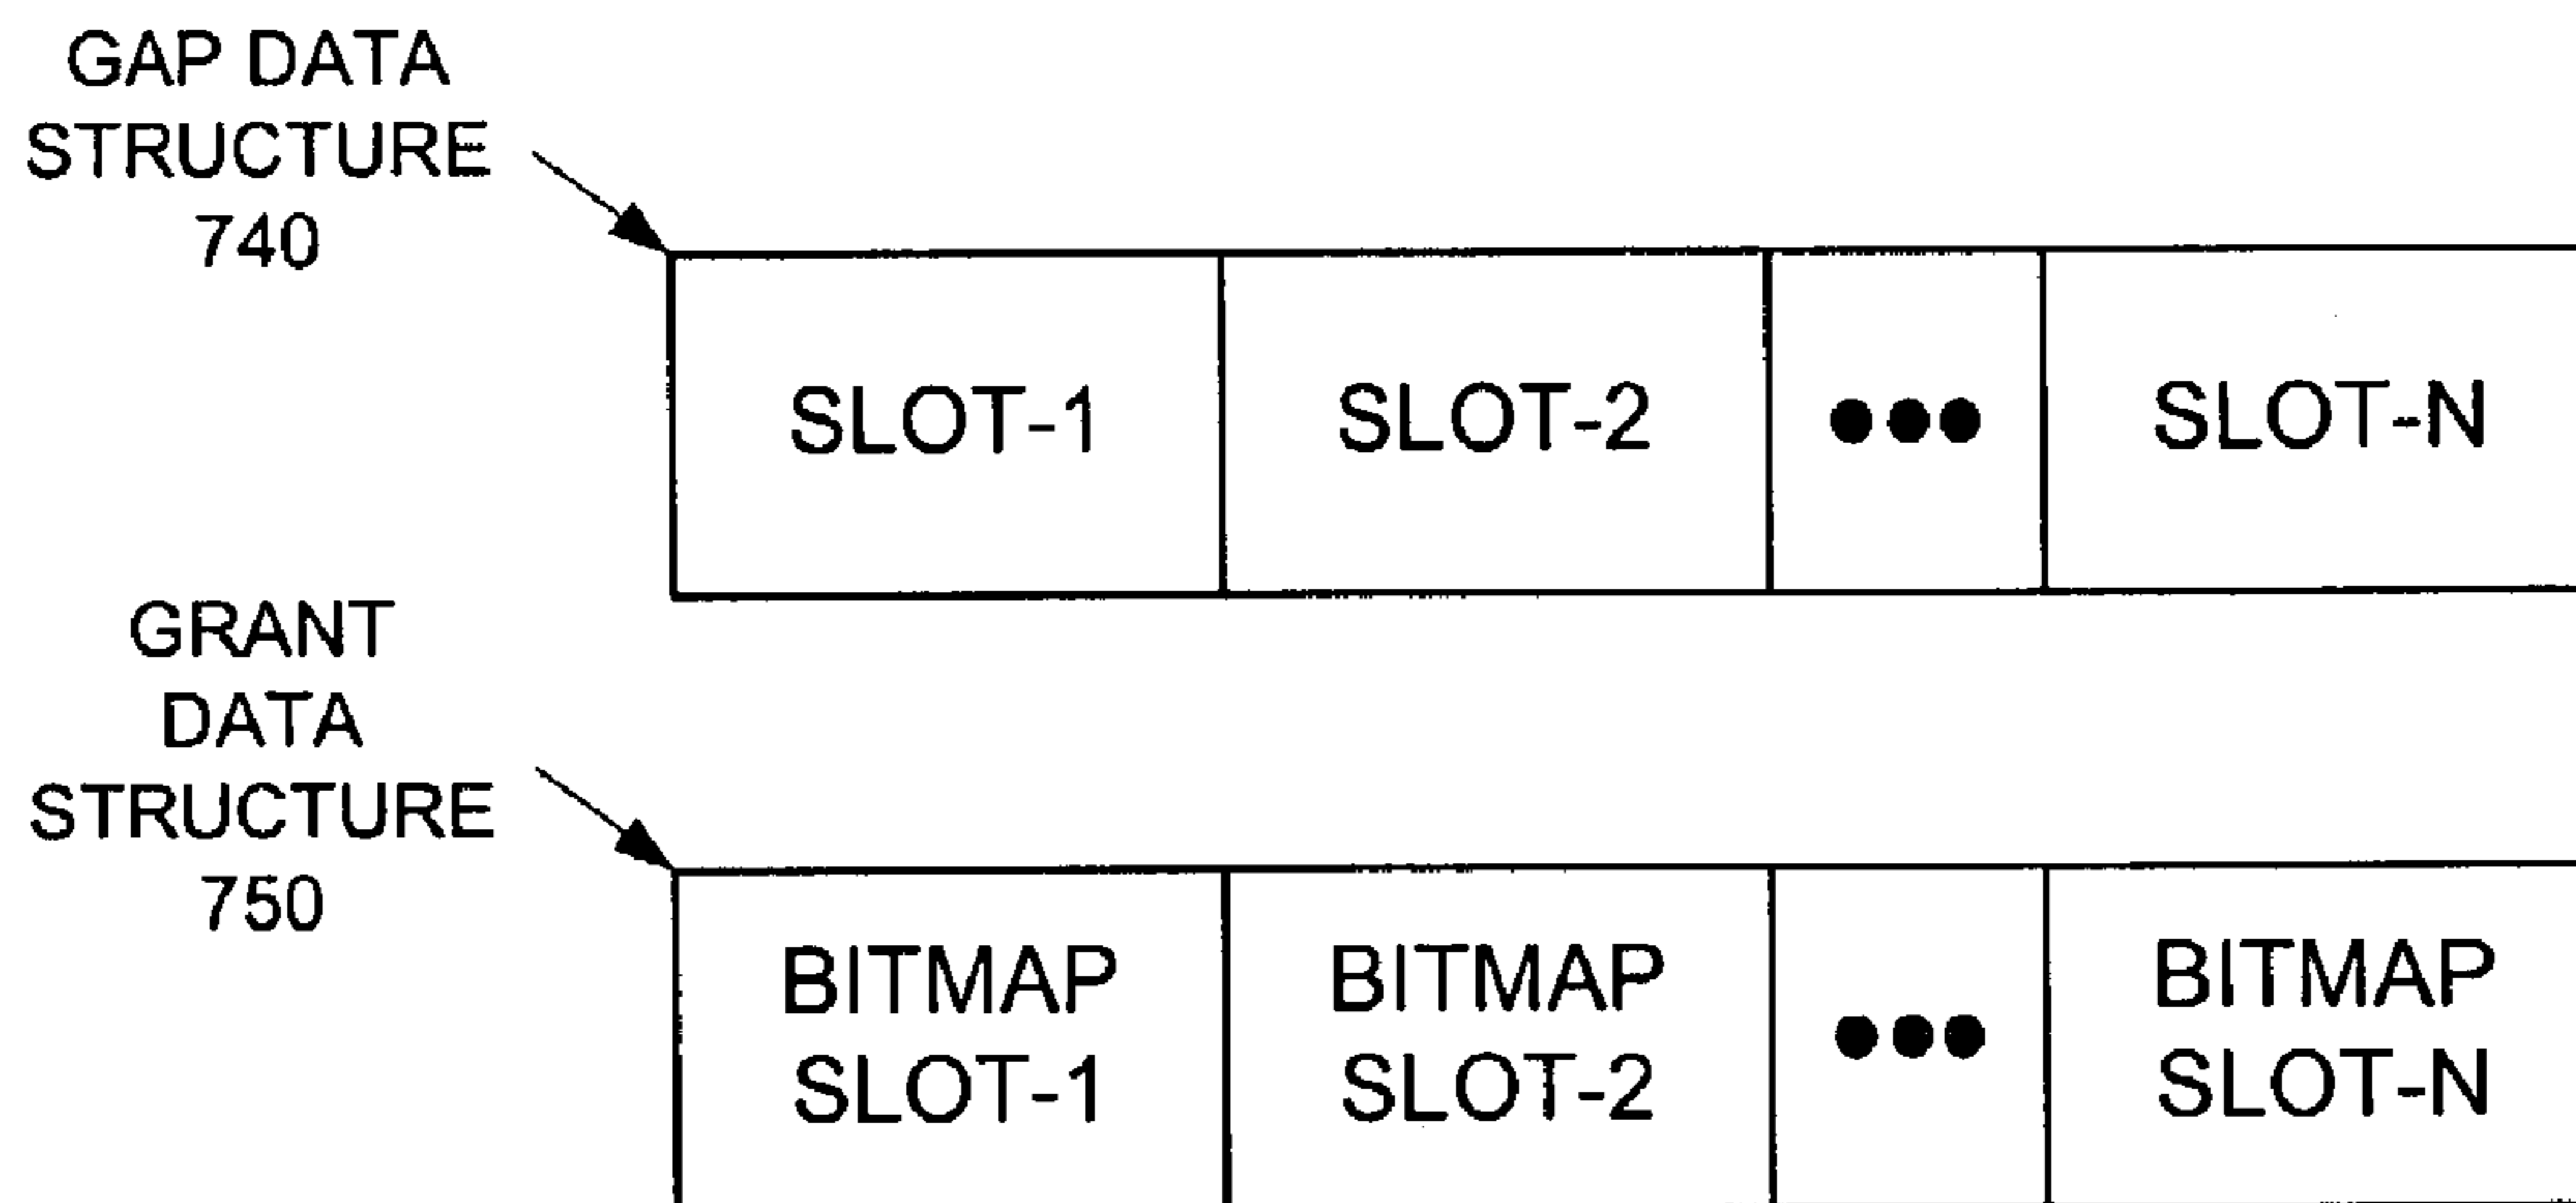 GAP DATA
STRUCTURE
740
SLOT-1 SLOT-2 ●●● SLOT-N
GRANT
DATA
STRUCTURE
750
BITMAP BITMAP ●●● BITMAP
SLOT-1 SLOT-2 SLOT-N